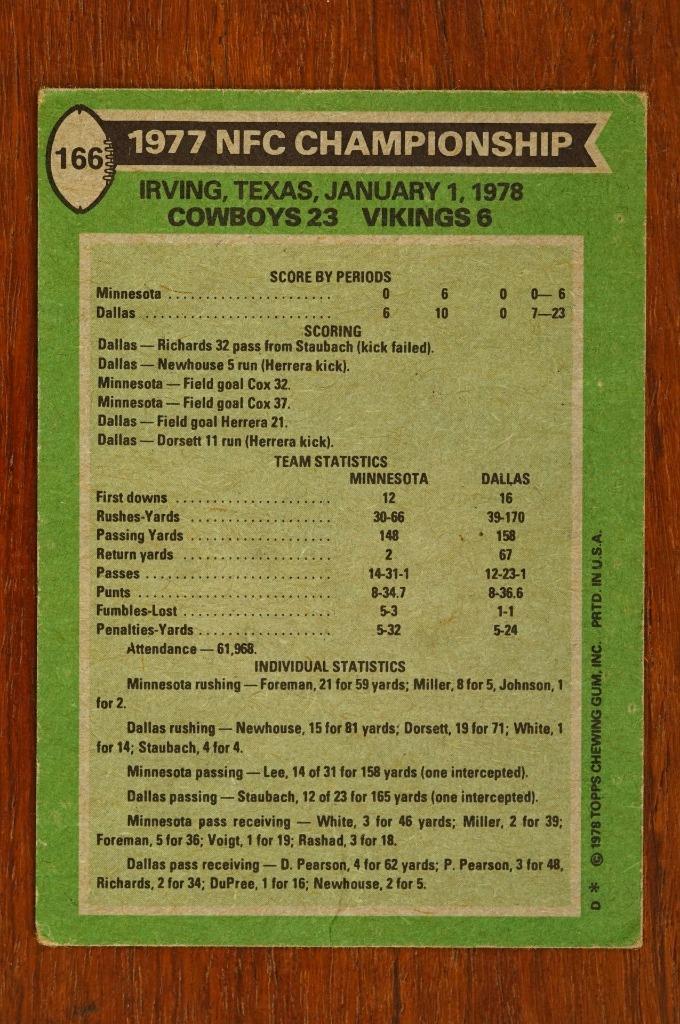 166
1977 NFC CHAMPIONSHIP
IRVING, TEXAS, JANUARY 1, 1978
COWBOYS 23 VIKINGS 6
SCORE BY PERIODS
Minnesota ....................... 0 6 0 0— 6
Dallas .......................... 6 10 0 7—23
SCORING
Dallas — Richards 32 pass from Staubach (kick failed).
Dallas — Newhouse 5 run (Herrera kick).
Minnesota — Field goal Cox 32.
Minnesota — Field goal Cox 37.
Dallas — Field goal Herrera 21.
Dallas — Dorsett 11 run (Herrera kick).
TEAM STATISTICS
MINNESOTA DALLAS
First downs ..................... 12 16
Rushes-Yards .................... 30-66 39-170
Passing Yards ................... 148 158
Return yards .................... 2 67
Passes .......................... 14-31-1 12-23-1
Punts ........................... 8-34.7 8-36.6
Fumbles-Lost .................... 5-3 1-1
Penalties-Yards ................. 5-32 5-24
Attendance — 61,968.
INDIVIDUAL STATISTICS
Minnesota rushing — Foreman, 21 for 59 yards; Miller, 8 for 5, Johnson, 1
for 2.
Dallas rushing — Newhouse, 15 for 81 yards; Dorsett, 19 for 71; White, 1
for 14; Staubach, 4 for 4.
Minnesota passing — Lee, 14 of 31 for 158 yards (one intercepted).
Dallas passing — Staubach, 12 of 23 for 165 yards (one intercepted).
Minnesota pass receiving — White, 3 for 46 yards; Miller, 2 for 39;
Foreman, 5 for 36; Voigt, 1 for 19; Rashad, 3 for 18.
Dallas pass receiving — D. Pearson, 4 for 62 yards; P. Pearson, 3 for 48,
Richards, 2 for 34; DuPree, 1 for 16; Newhouse, 2 for 5.
D * © 1978 TOPPS CHEWING GUM, INC. PRTD. IN U.S.A.